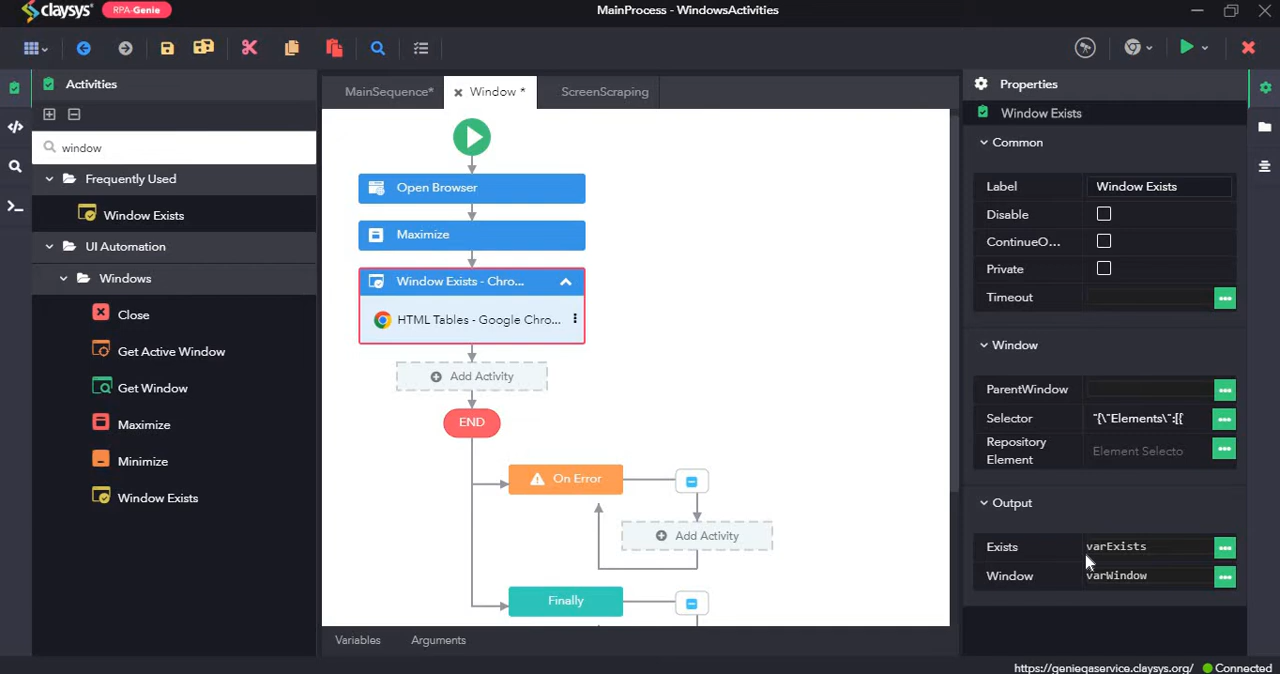 claysys RPA-Genie
MainProcess - WindowsActivities
Activities
window
Frequently Used
Window Exists
UI Automation
Windows
Close
Get Active Window
Get Window
Maximize
Minimize
Window Exists
MainSequence*
Window *
ScreenScraping
Open Browser
Maximize
Window Exists - Chro...
HTML Tables - Google Chro...
Add Activity
END
On Error
Add Activity
Finally
Variables
Arguments
Properties
Window Exists
Common
Label Window Exists
Disable
ContinueO...
Private
Timeout
Window
ParentWindow
Selector "{\"Elements\":[{
Repository
Element
Element Selecto
Output
Exists varExists
Window varWindow
https://genieqaservice.claysys.org/ Connected